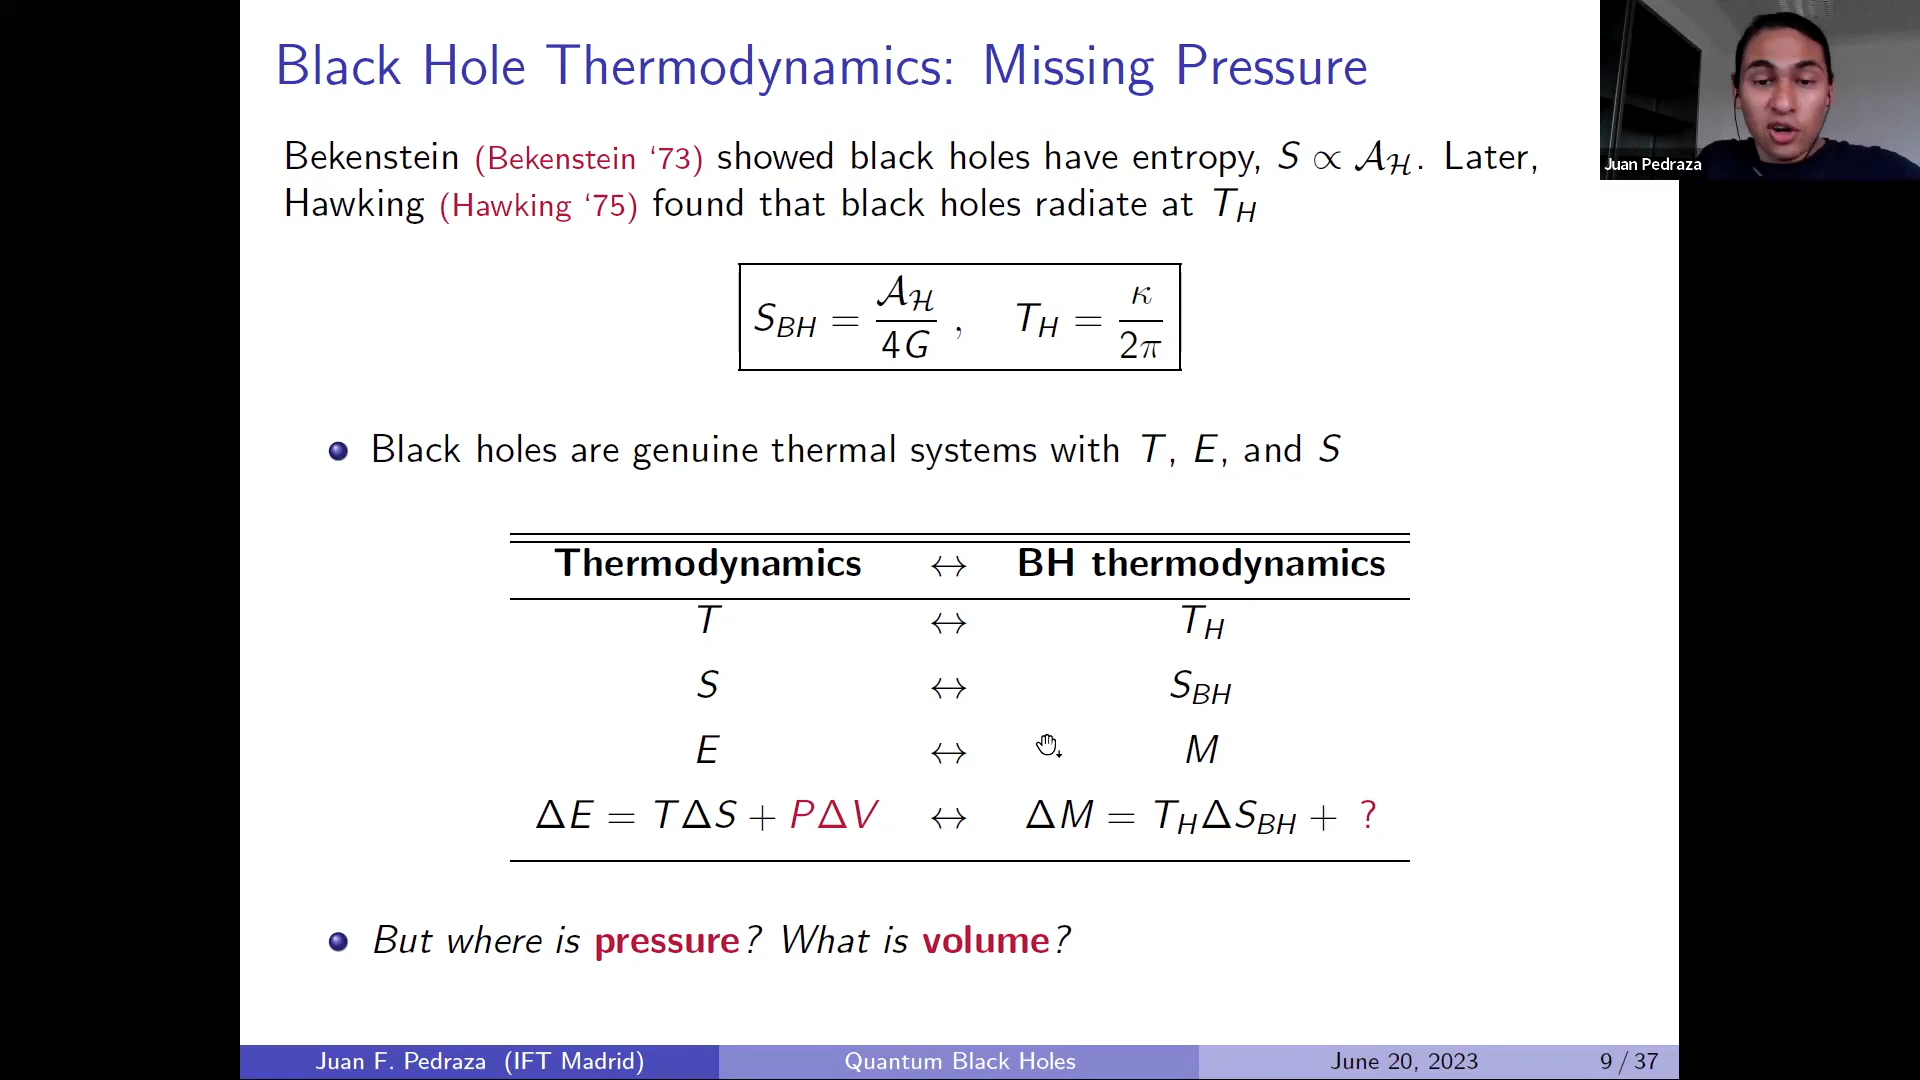 Black Hole Thermodynamics: Missing Pressure
Juan Pedraza
Bekenstein (Bekenstein ‘73) showed black holes have entropy, S ∝ 𝒜_ℋ. Later,
Hawking (Hawking ‘75) found that black holes radiate at T_H
S_BH = 𝒜_ℋ / 4G , T_H = κ / 2π
Black holes are genuine thermal systems with T, E, and S
Thermodynamics ↔ BH thermodynamics
T ↔ T_H
S ↔ S_BH
E ↔ M
ΔE = TΔS + PΔV ↔ ΔM = T_HΔS_BH + ?
But where is pressure? What is volume?
Juan F. Pedraza (IFT Madrid) Quantum Black Holes June 20, 2023 9 / 37